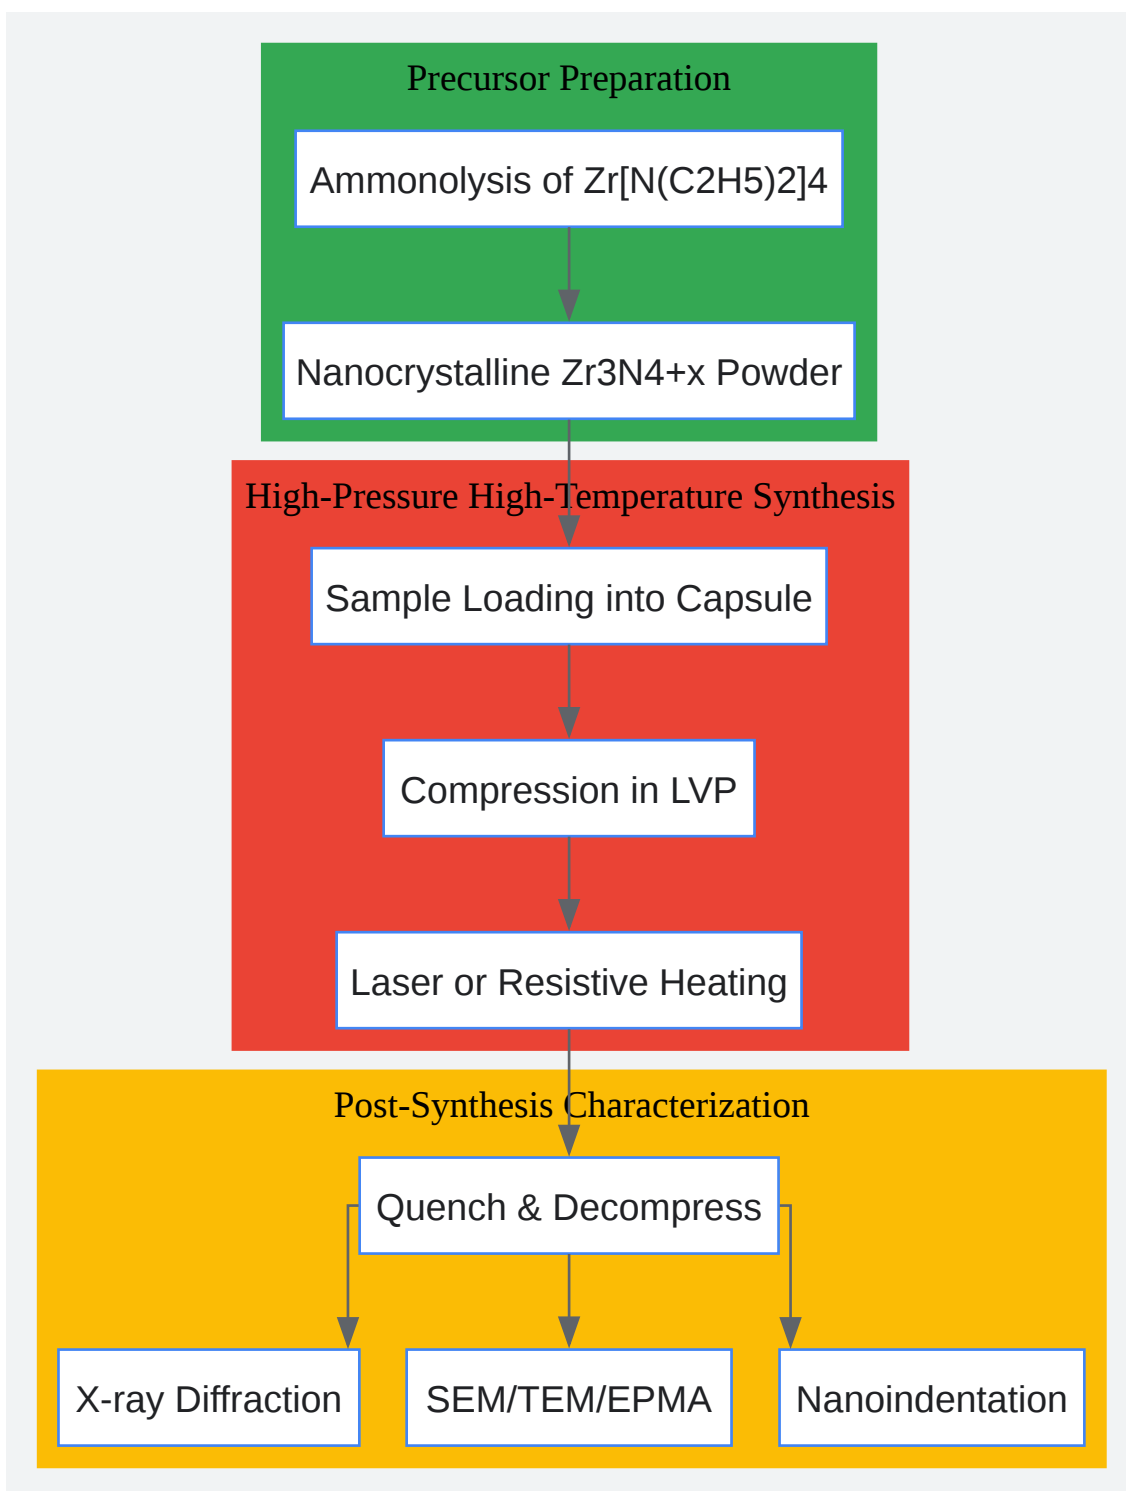 Precursor Preparation
Ammonolysis of Zr[N(C2H5)2]4
Nanocrystalline Zr3N4+x Powder
High-Pressure High-Temperature Synthesis
Sample Loading into Capsule
Compression in LVP
Laser or Resistive Heating
Post-Synthesis Characterization
Quench & Decompress
X-ray Diffraction
SEM/TEM/EPMA
Nanoindentation